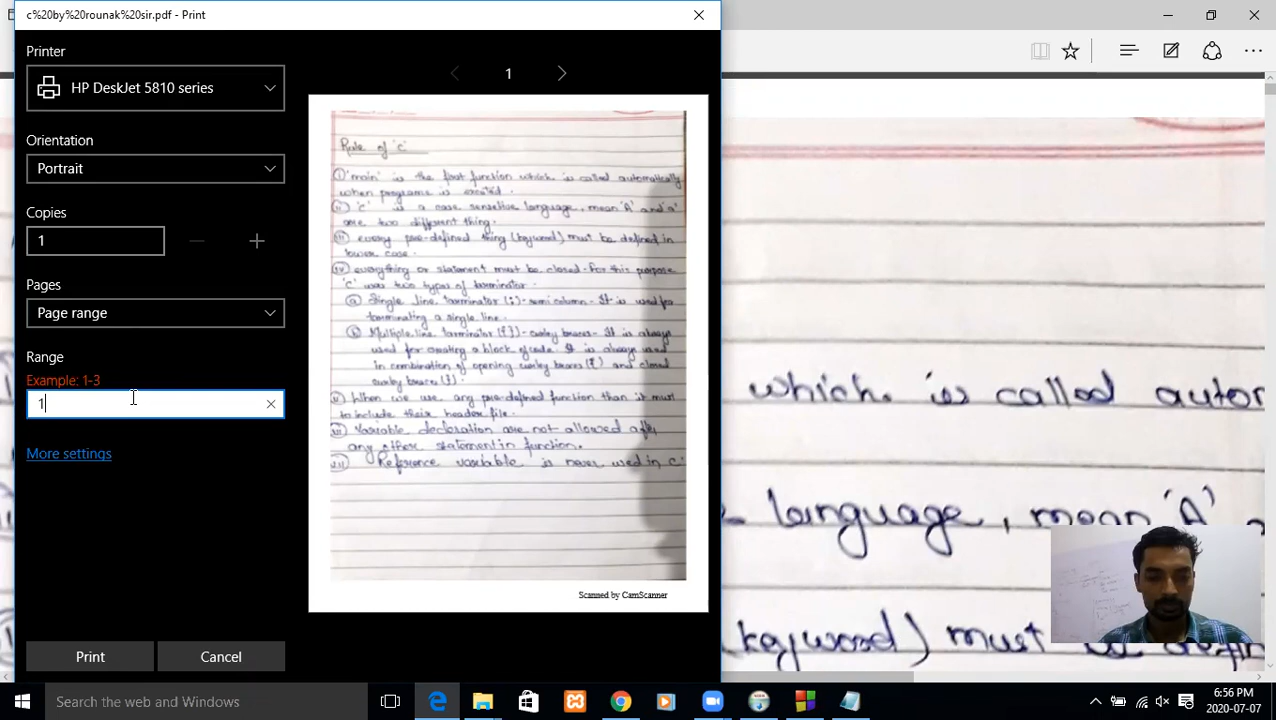 c%20by%20rounak%20sir.pdf - Print
Printer
HP DeskJet 5810 series
Orientation
Portrait
Copies
1
Pages
Page range
Range
Example: 1-3
1
More settings
Print
Cancel
1
Rule of 'c'
(i) 'main' is the first function which is called automatically
when programe is excuted.
(ii) 'c' is a case sensitive language, mean 'A' and 'a'
are two different thing.
(iii) every pre-defined thing (keyword) must be defined in
lower case.
(iv) everything or statement must be closed. For this purpose
'c' uses two types of terminator.
(a) Single line terminator (;) - semi column. It is used for
terminating a single line.
(b) Multiple line terminator ({}) - curley braces - It is always
used for creating a block of code. It is always used
in combination of opening curley braces ({) and closed
curley braces (}).
(v) When we use any pre-defined function than it must
to include their header file.
(vi) Variable decleration are not allowed after
any other statement in function.
(vii) Reference variable is never used in c.
Scanned by CamScanner
which is called autom
language, mean 'A'
(keyword) must be defin
Search the web and Windows
6:56 PM
2020-07-07